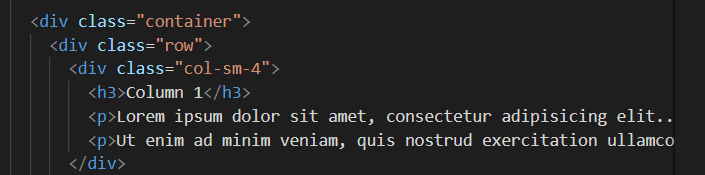 <div class="container">
<div class="row">
<div class="col-sm-4">
<h3>Column 1</h3>
<p>Lorem ipsum dolor sit amet, consectetur adipisicing elit..
<p>Ut enim ad minim veniam, quis nostrud exercitation ullamco
</div>